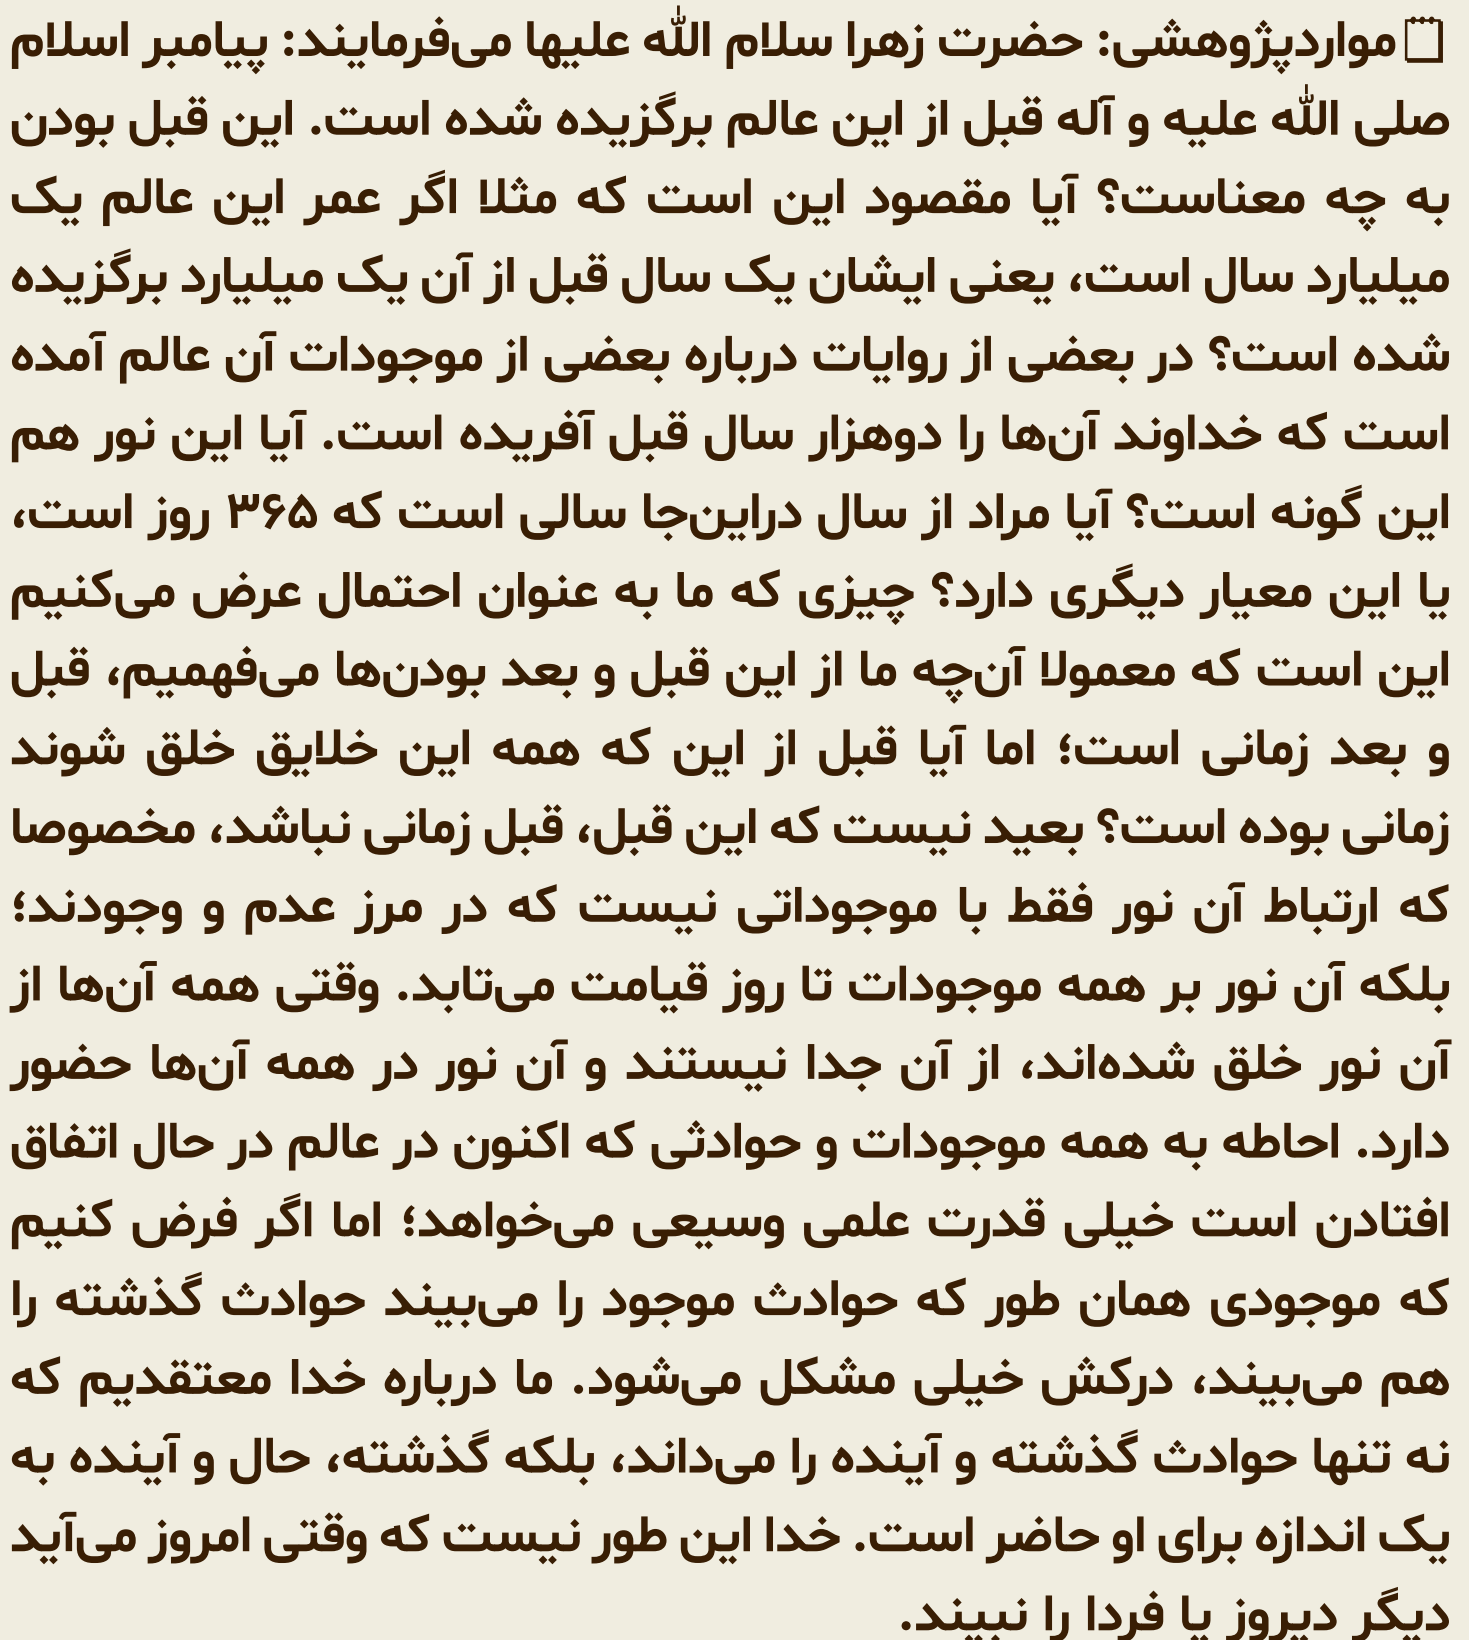 🗒مواردپژوهشی: حضرت زهرا سلام الله علیها می‌فرمایند: پیامبر اسلام
صلی الله علیه و آله قبل از این عالم برگزیده شده است. این قبل بودن
به چه معناست؟ آیا مقصود این است که مثلا اگر عمر این عالم یک
میلیارد سال است، یعنی ایشان یک سال قبل از آن یک میلیارد برگزیده
شده است؟ در بعضی از روایات درباره بعضی از موجودات آن عالم آمده
است که خداوند آن‌ها را دوهزار سال قبل آفریده است. آیا این نور هم
این گونه است؟ آیا مراد از سال دراین‌جا سالی است که ۳۶۵ روز است،
یا این معیار دیگری دارد؟ چیزی که ما به عنوان احتمال عرض می‌کنیم
این است که معمولا آن‌چه ما از این قبل و بعد بودن‌ها می‌فهمیم، قبل
و بعد زمانی است؛ اما آیا قبل از این که همه این خلایق خلق شوند
زمانی بوده است؟ بعید نیست که این قبل، قبل زمانی نباشد، مخصوصا
که ارتباط آن نور فقط با موجوداتی نیست که در مرز عدم و وجودند؛
بلکه آن نور بر همه موجودات تا روز قیامت می‌تابد. وقتی همه آن‌ها از
آن نور خلق شده‌اند، از آن جدا نیستند و آن نور در همه آن‌ها حضور
دارد. احاطه به همه موجودات و حوادثی که اکنون در عالم در حال اتفاق
افتادن است خیلی قدرت علمی وسیعی می‌خواهد؛ اما اگر فرض کنیم
که موجودی همان طور که حوادث موجود را می‌بیند حوادث گذشته را
هم می‌بیند، درکش خیلی مشکل می‌شود. ما درباره خدا معتقدیم که
نه تنها حوادث گذشته و آینده را می‌داند، بلکه گذشته، حال و آینده به
یک اندازه برای او حاضر است. خدا این طور نیست که وقتی امروز می‌آید
دیگر دیروز یا فردا را نبیند.